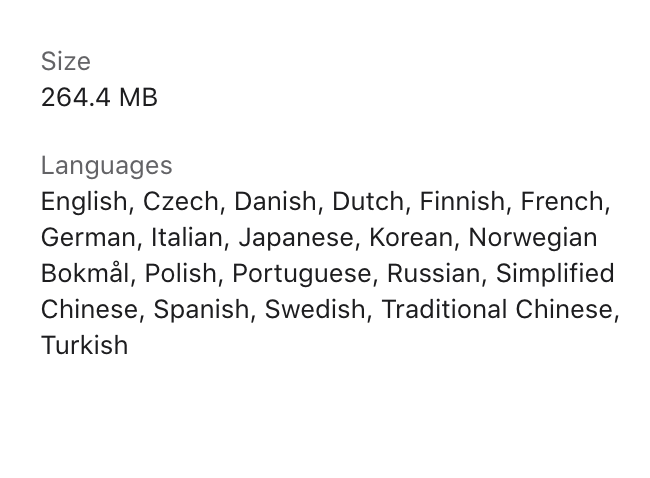 Size
264.4 MB
Languages
English, Czech, Danish, Dutch, Finnish, French,
German, Italian, Japanese, Korean, Norwegian
Bokmål, Polish, Portuguese, Russian, Simplified
Chinese, Spanish, Swedish, Traditional Chinese,
Turkish